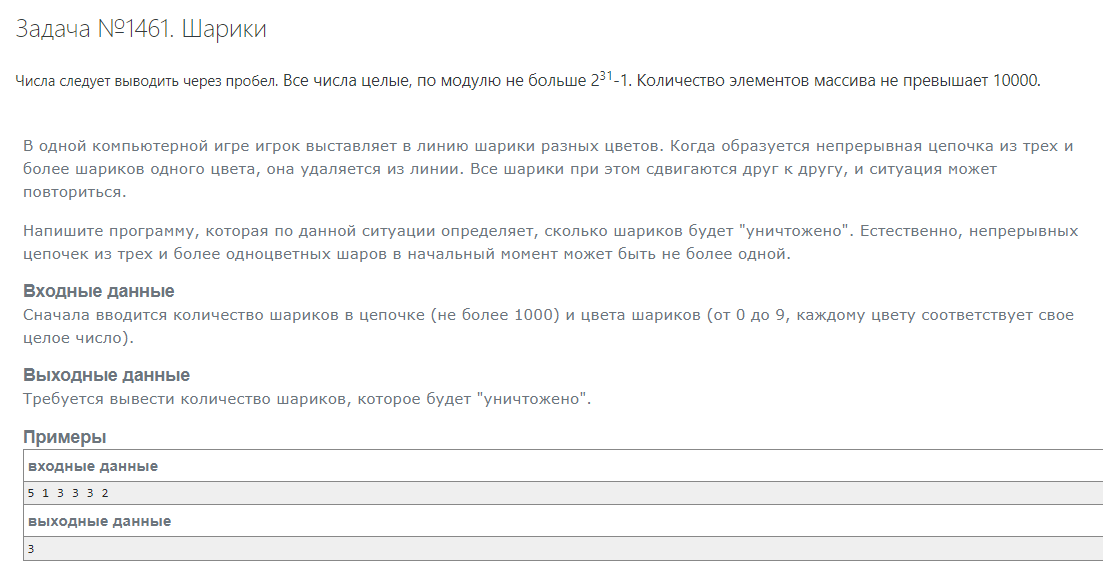 Задача №1461. Шарики
Числа следует выводить через пробел. Все числа целые, по модулю не больше 2³¹-1. Количество элементов массива не превышает 10000.
В одной компьютерной игре игрок выставляет в линию шарики разных цветов. Когда образуется непрерывная цепочка из трех и
более шариков одного цвета, она удаляется из линии. Все шарики при этом сдвигаются друг к другу, и ситуация может
повториться.
Напишите программу, которая по данной ситуации определяет, сколько шариков будет "уничтожено". Естественно, непрерывных
цепочек из трех и более одноцветных шаров в начальный момент может быть не более одной.
Входные данные
Сначала вводится количество шариков в цепочке (не более 1000) и цвета шариков (от 0 до 9, каждому цвету соответствует свое
целое число).
Выходные данные
Требуется вывести количество шариков, которое будет "уничтожено".
Примеры
входные данные
5 1 3 3 3 2
выходные данные
3